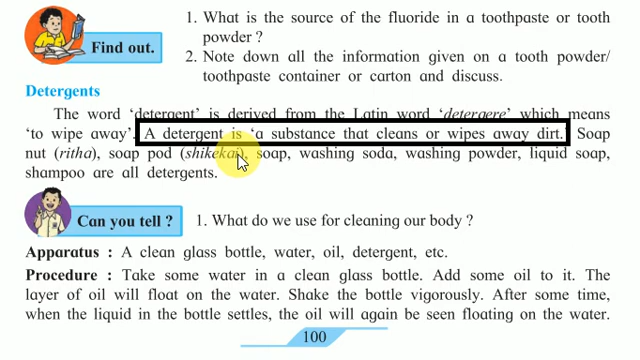 1. What is the source of the fluoride in a toothpaste or tooth
powder ?
Find out.
2. Note down all the information given on a tooth powder/
toothpaste container or carton and discuss.
Detergents
The word 'detergent' is derived from the Latin word 'detergere' which means
'to wipe away'. A detergent is 'a substance that cleans or wipes away dirt.' Soap
nut (ritha), soap pod (shikekai), soap, washing soda, washing powder, liquid soap,
shampoo are all detergents.
Can you tell ? 1. What do we use for cleaning our body ?
Apparatus : A clean glass bottle, water, oil, detergent, etc.
Procedure : Take some water in a clean glass bottle. Add some oil to it. The
layer of oil will float on the water. Shake the bottle vigorously. After some time,
when the liquid in the bottle settles, the oil will again be seen floating on the water.
100